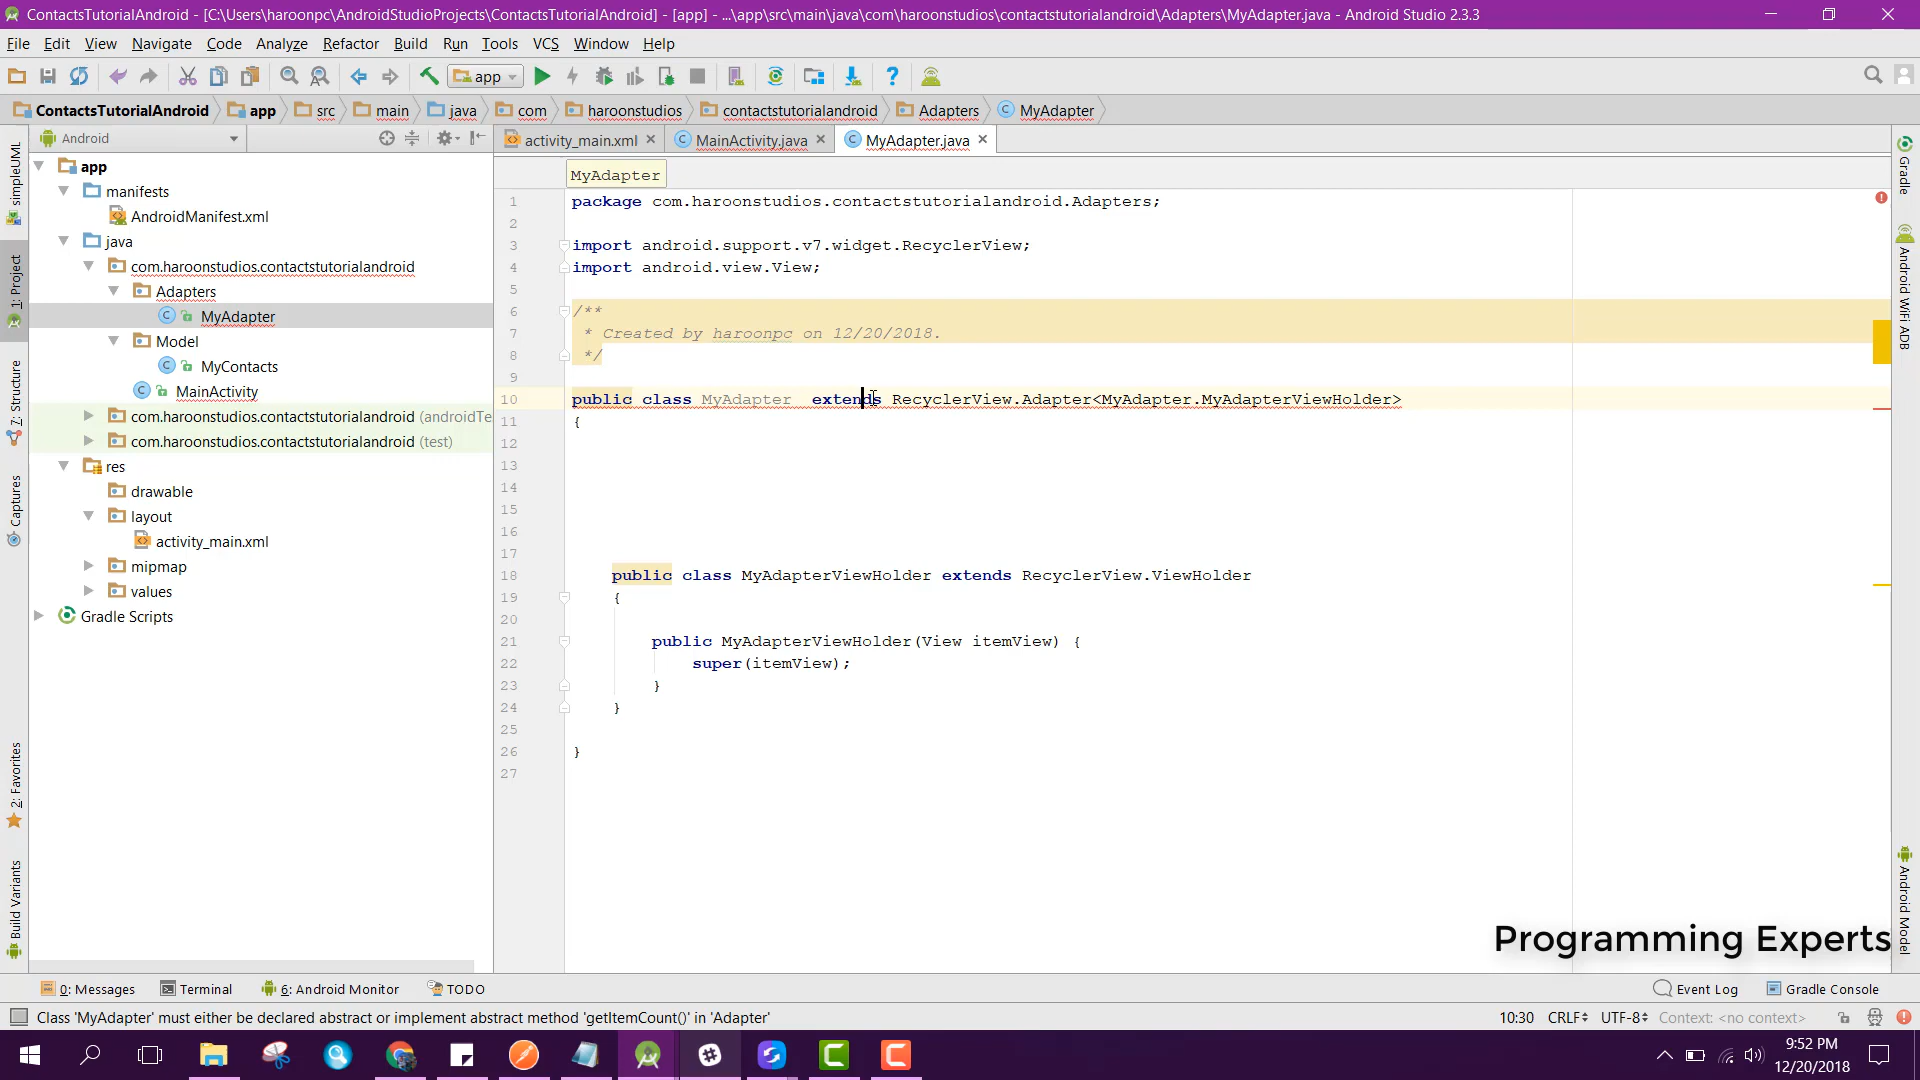 ContactsTutorialAndroid - [C:\Users\haroonpc\AndroidStudioProjects\ContactsTutorialAndroid] - [app] - ...\app\src\main\java\com\haroonstudios\contactstutorialandroid\Adapters\MyAdapter.java - Android Studio 2.3.3
File Edit View Navigate Code Analyze Refactor Build Run Tools VCS Window Help
app
ContactsTutorialAndroid app src main java com haroonstudios contactstutorialandroid Adapters MyAdapter
Android
activity_main.xml MainActivity.java MyAdapter.java
MyAdapter
app
manifests
AndroidManifest.xml
java
com.haroonstudios.contactstutorialandroid
Adapters
MyAdapter
Model
MyContacts
MainActivity
com.haroonstudios.contactstutorialandroid (androidTe
com.haroonstudios.contactstutorialandroid (test)
res
drawable
layout
activity_main.xml
mipmap
values
Gradle Scripts
simpleUML
1: Project
7: Structure
Captures
2: Favorites
Build Variants
1 package com.haroonstudios.contactstutorialandroid.Adapters;
2
3 import android.support.v7.widget.RecyclerView;
4 import android.view.View;
5
6 /**
7 * Created by haroonpc on 12/20/2018.
8 */
9
10 public class MyAdapter  extends RecyclerView.Adapter<MyAdapter.MyAdapterViewHolder>
11 {
12
13
14
15
16
17
18 public class MyAdapterViewHolder extends RecyclerView.ViewHolder
19 {
20
21 public MyAdapterViewHolder(View itemView) {
22 super(itemView);
23 }
24 }
25
26 }
27
Gradle
Android WiFi ADB
Android Model
Programming Experts
0: Messages Terminal 6: Android Monitor TODO Event Log Gradle Console
Class 'MyAdapter' must either be declared abstract or implement abstract method 'getItemCount()' in 'Adapter' 10:30 CRLF UTF-8 Context: <no context>
9:52 PM
12/20/2018